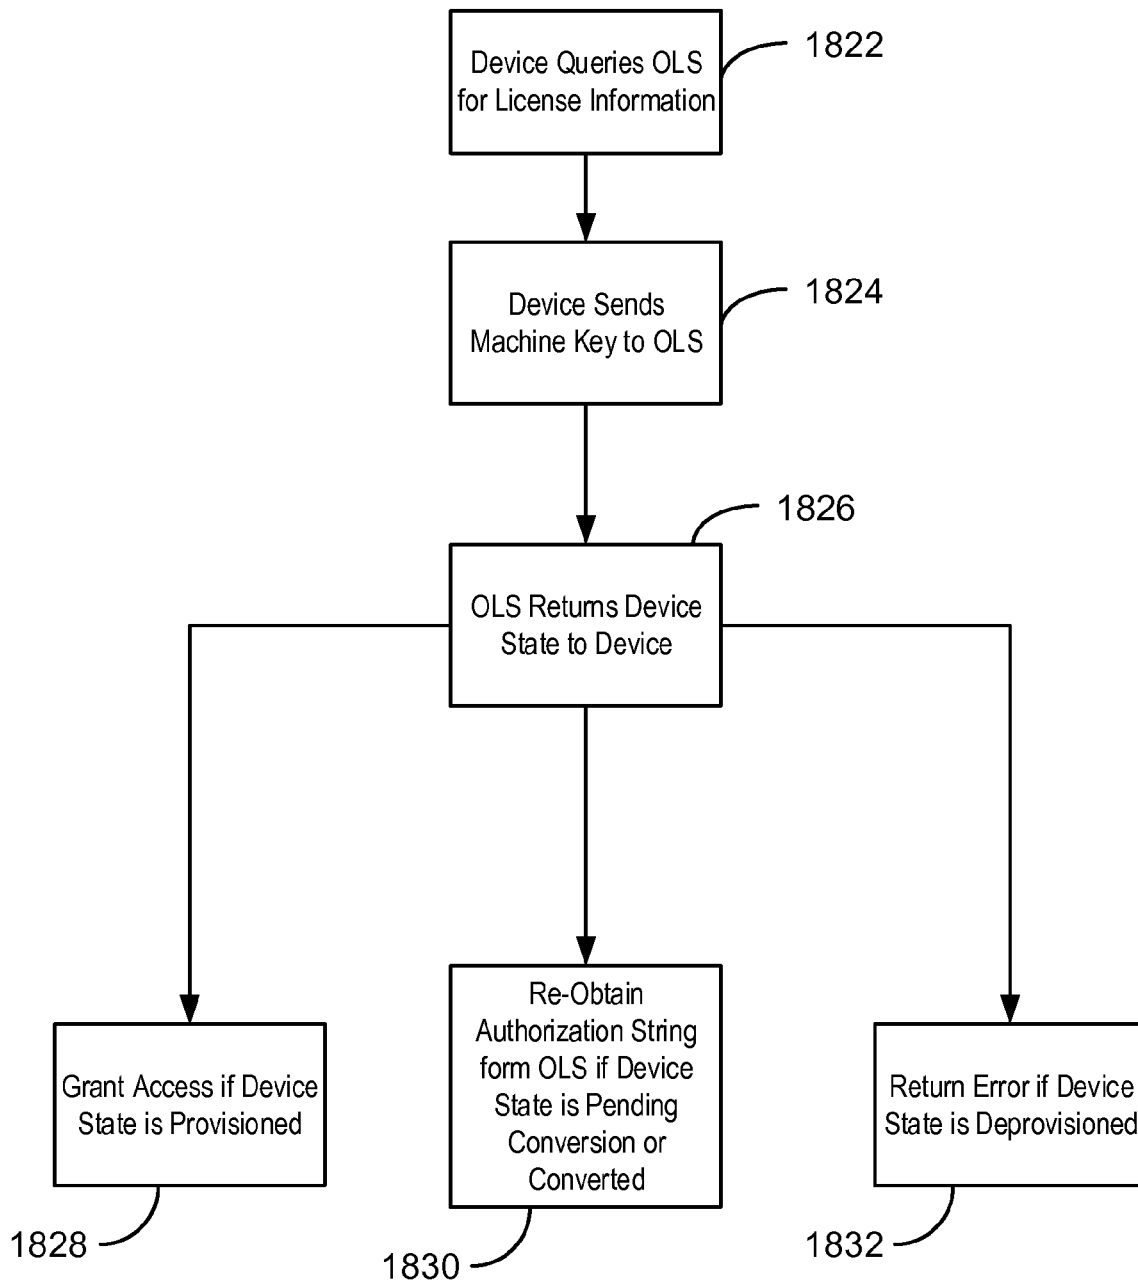 Device Queries OLS
for License Information
1822
Device Sends
Machine Key to OLS
1824
1826
OLS Returns Device
State to Device
Grant Access if Device
State is Provisioned
1828
Re-Obtain
Authorization String
form OLS if Device
State is Pending
Conversion or
Converted
1830
Return Error if Device
State is Deprovisioned
1832